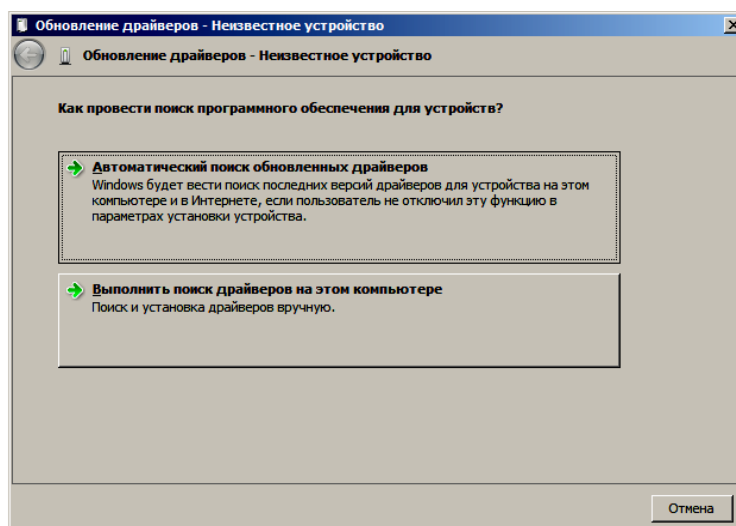 Обновление драйверов - Неизвестное устройство
Обновление драйверов - Неизвестное устройство
Как провести поиск программного обеспечения для устройств?
Автоматический поиск обновленных драйверов
Windows будет вести поиск последних версий драйверов для устройства на этом
компьютере и в Интернете, если пользователь не отключил эту функцию в
параметрах установки устройства.
Выполнить поиск драйверов на этом компьютере
Поиск и установка драйверов вручную.
Отмена